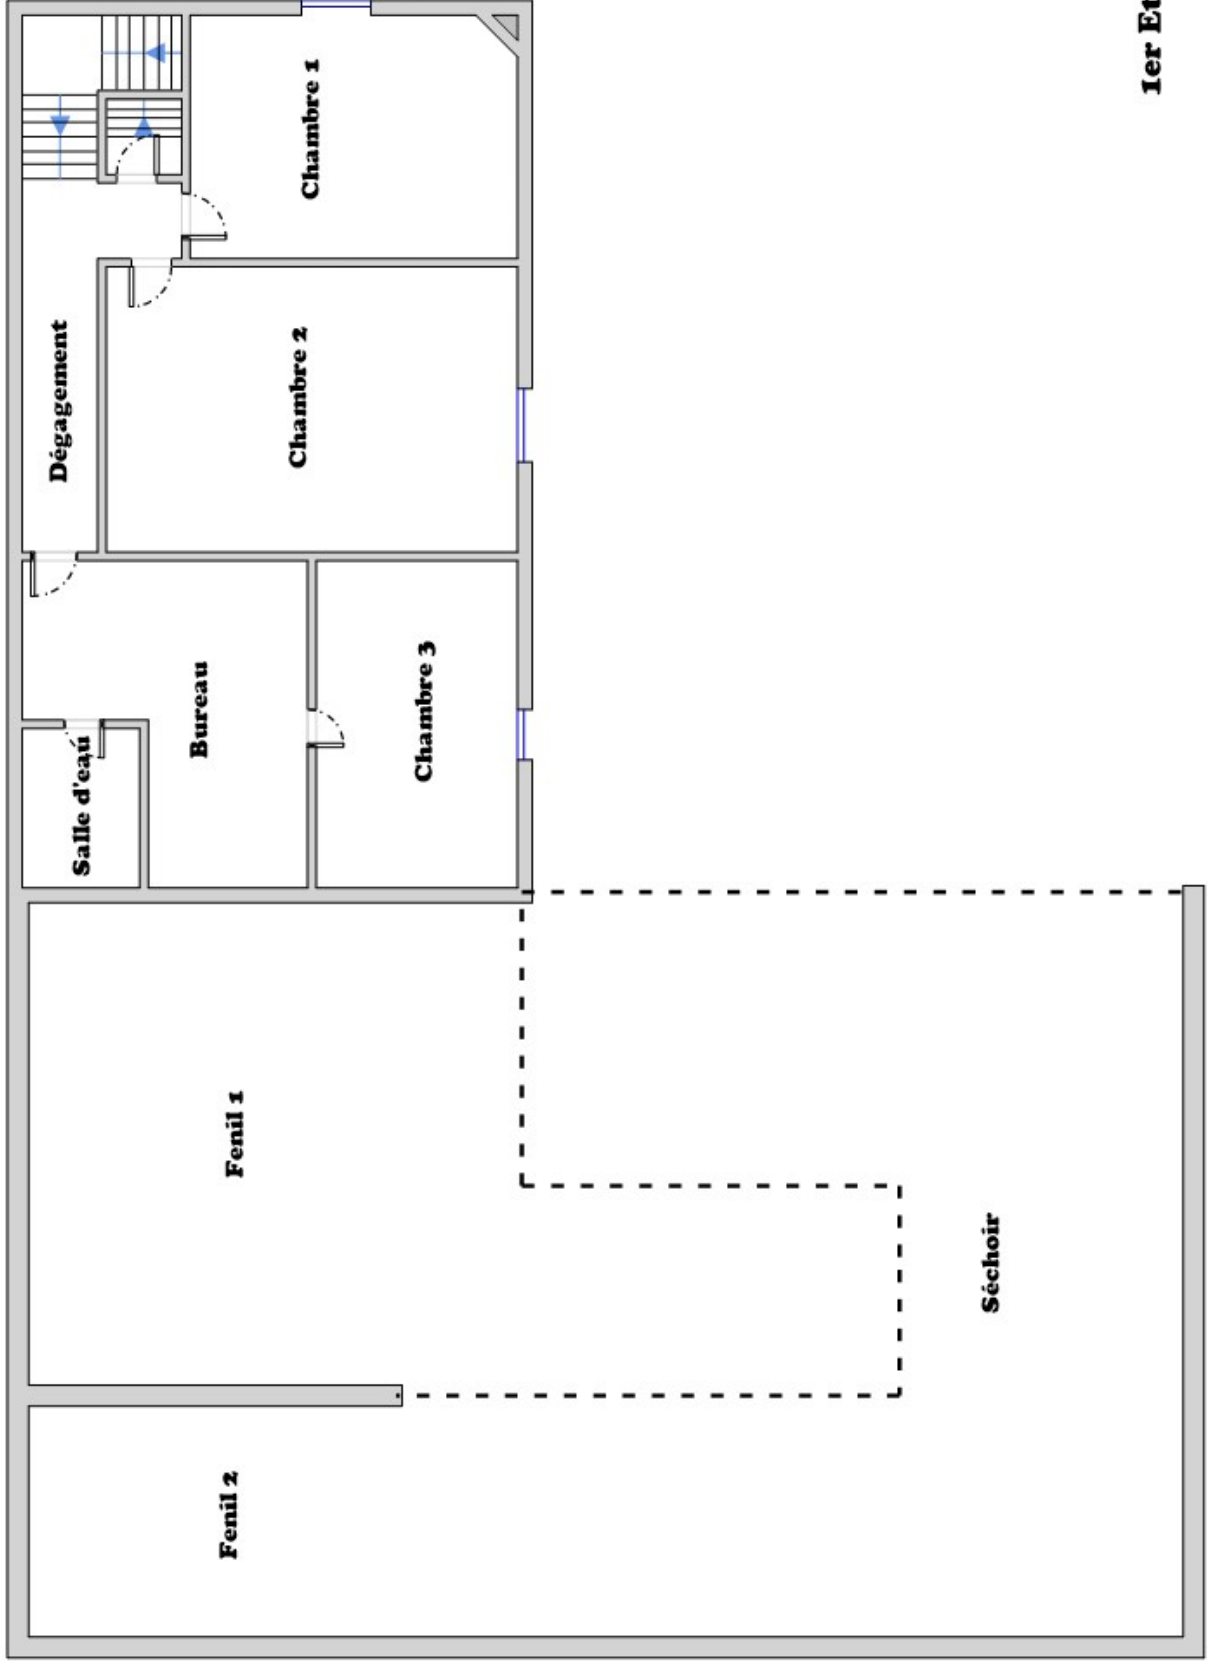 1er Et
Chambre 1
Chambre 2
Dégagement
Chambre 3
Bureau
Salle d'eau
Fenil 1
Séchoir
Fenil 2